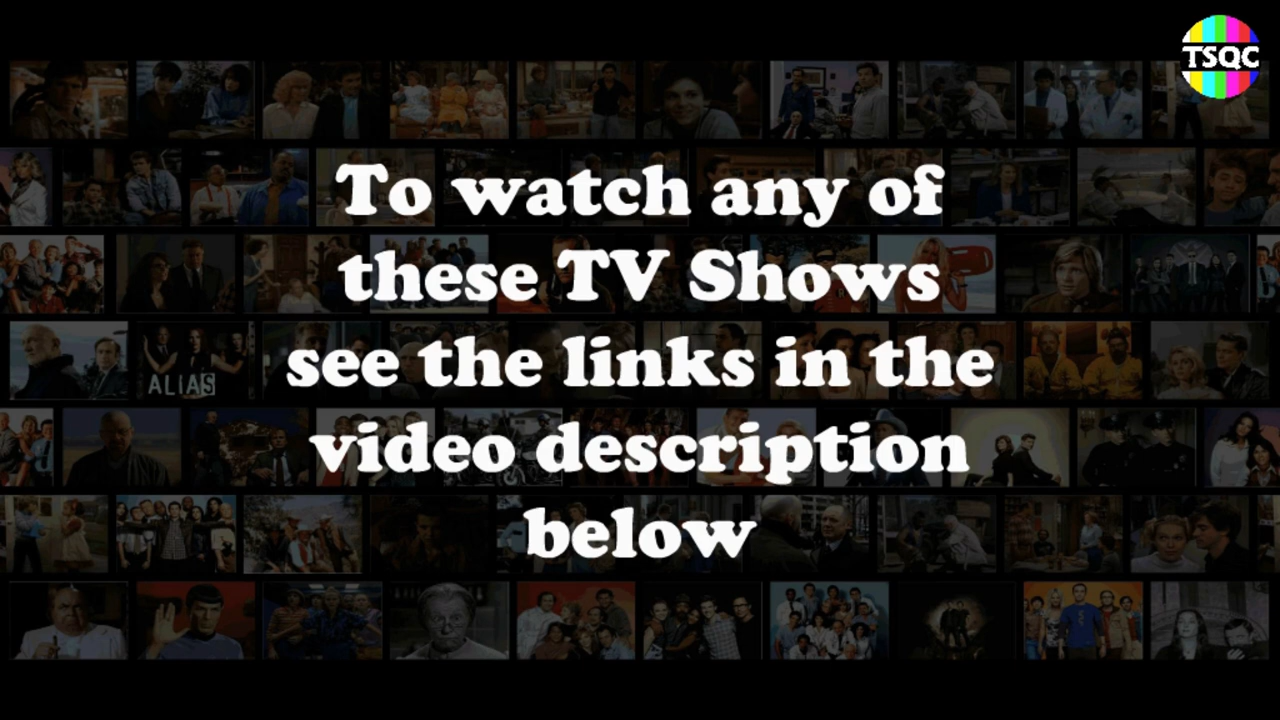 TSQC
To watch any of
these TV Shows
see the links in the
video description
below
ALIAS